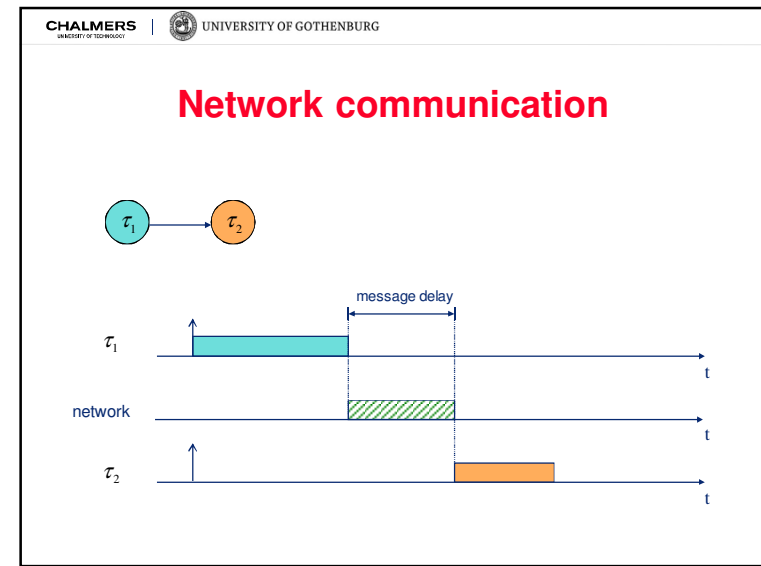 CHALMERS
UNIVERSITY OF TECHNOLOGY
UNIVERSITY OF GOTHENBURG
Network communication
τ1
τ2
message delay
τ1
t
network
t
τ2
t